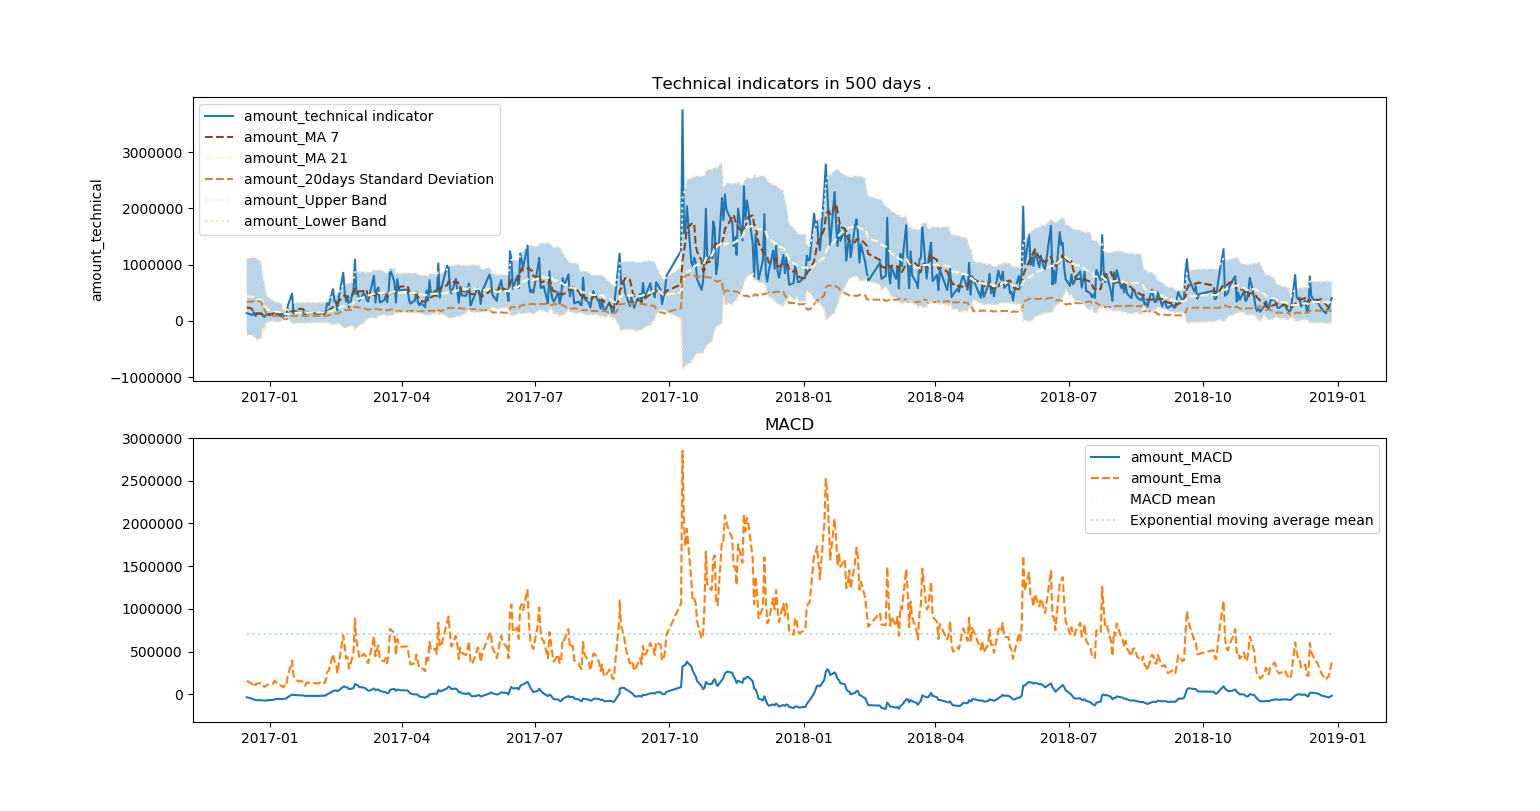 Technical indicators in 500 days .
amount_technical indicator
amount_MA 7
amount_MA 21
amount_20days Standard Deviation
amount_Upper Band
amount_Lower Band
amount_technical
3000000
2000000
1000000
0
−1000000
2017-01 2017-04 2017-07 2017-10 2018-01 2018-04 2018-07 2018-10 2019-01
MACD
amount_MACD
amount_Ema
MACD mean
Exponential moving average mean
3000000
2500000
2000000
1500000
1000000
500000
0
2017-01 2017-04 2017-07 2017-10 2018-01 2018-04 2018-07 2018-10 2019-01